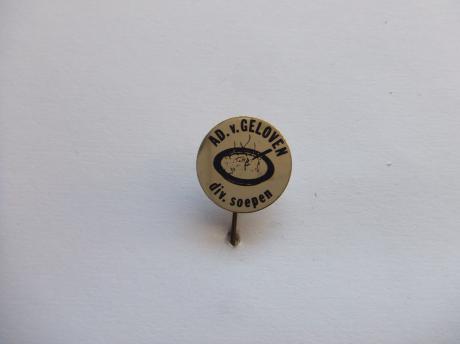 AD. v. GELOVEN
div. soepen